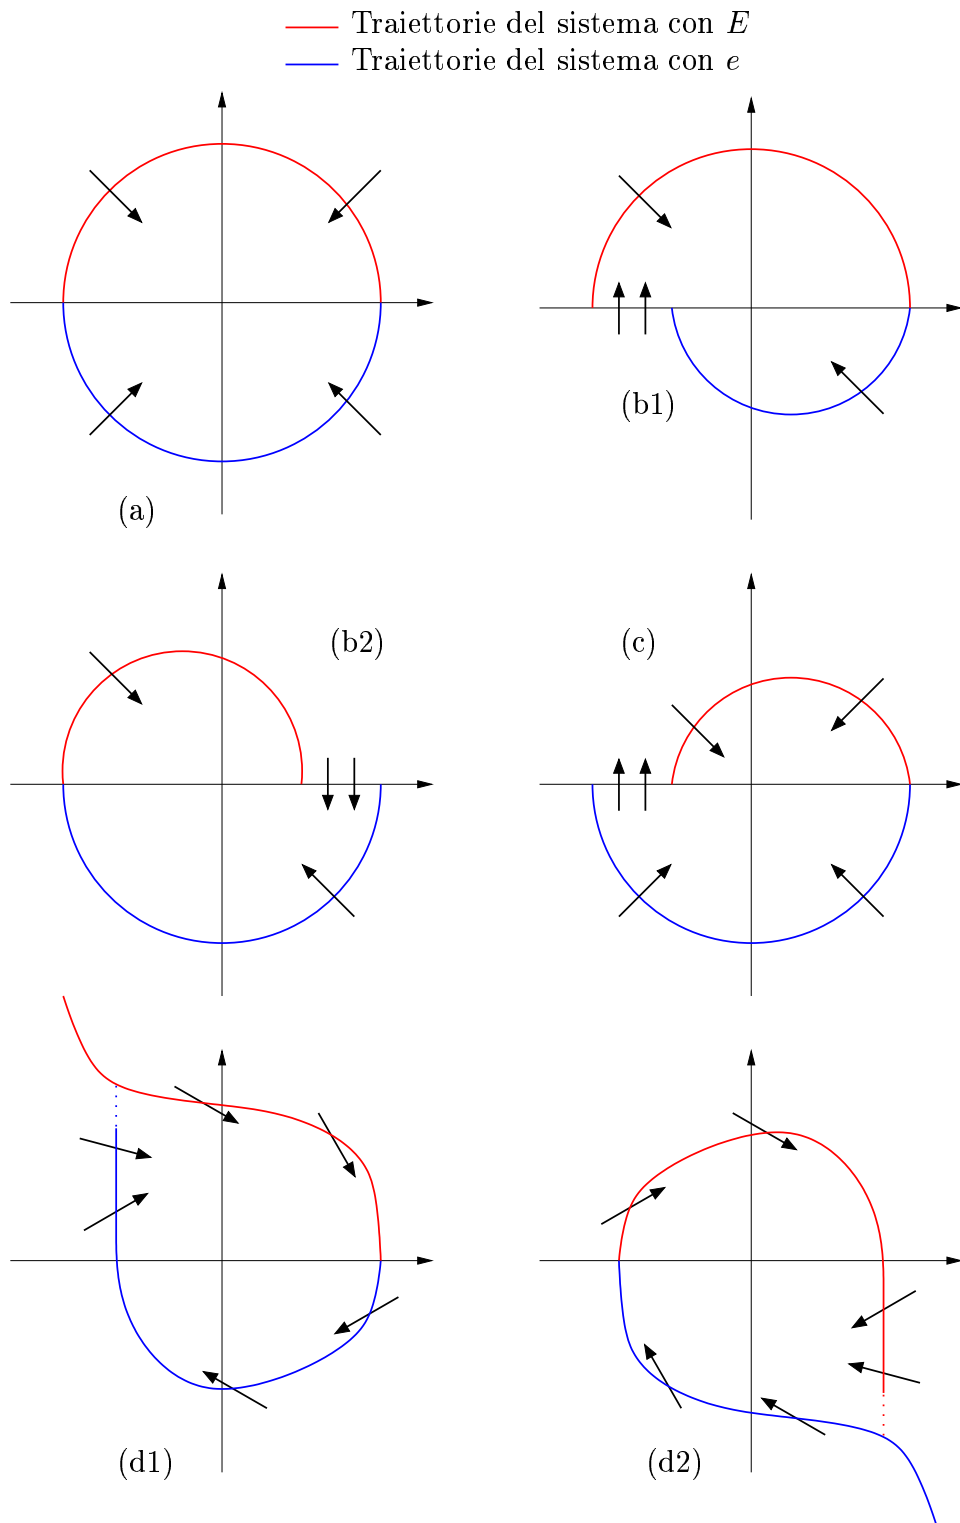 Traiettorie del sistema con E
Traiettorie del sistema con e
(a)
(b1)
(b2)
(c)
(d1)
(d2)